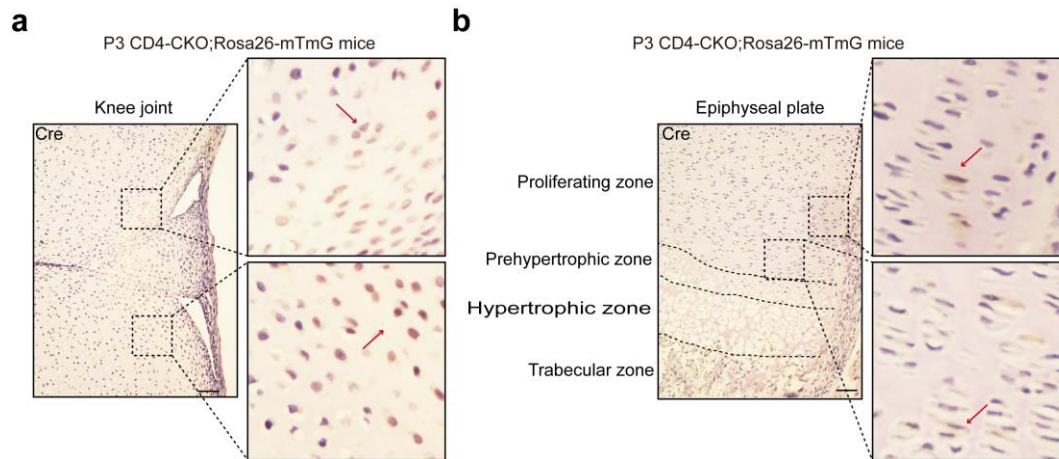 a
P3 CD4-CKO;Rosa26-mTmG mice
Knee joint
Cre
b
P3 CD4-CKO;Rosa26-mTmG mice
Epiphyseal plate
Cre
Proliferating zone
Prehypertrophic zone
Hypertrophic zone
Trabecular zone